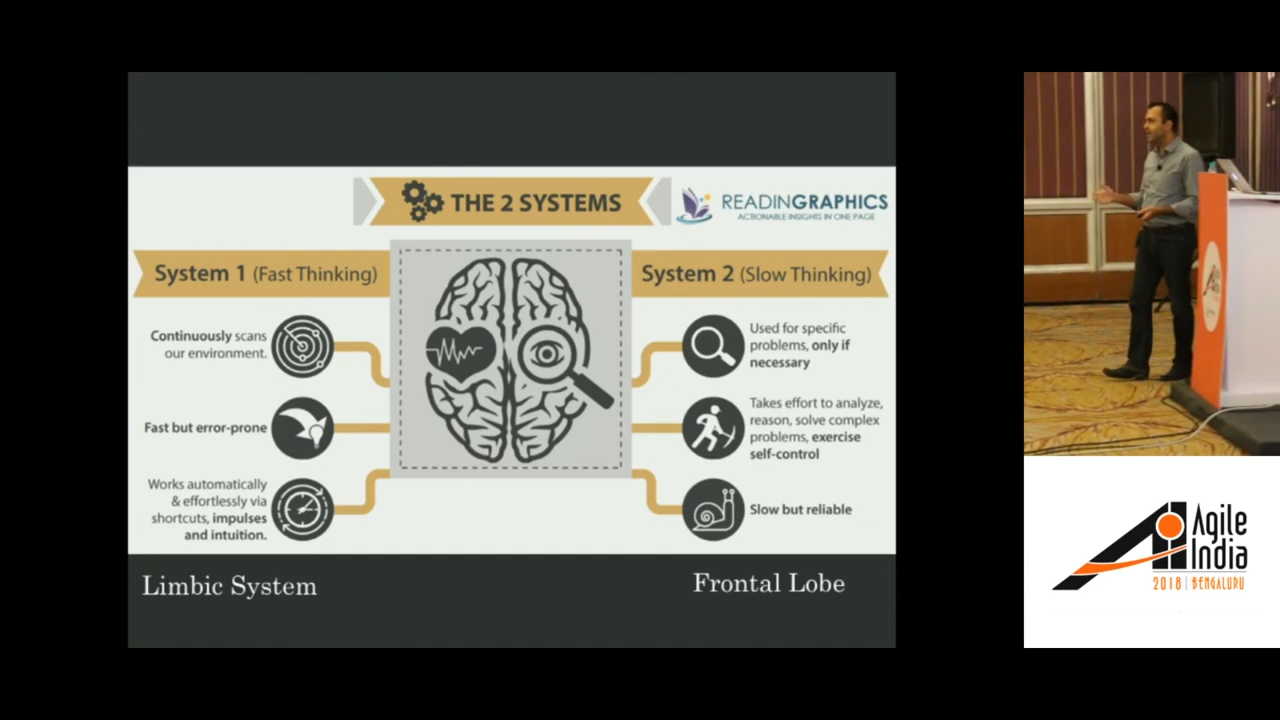 THE 2 SYSTEMS
READINGRAPHICS
ACTIONABLE INSIGHTS IN ONE PAGE
System 1 (Fast Thinking)
Continuously scans
our environment.
Fast but error-prone
Works automatically
& effortlessly via
shortcuts, impulses
and intuition.
System 2 (Slow Thinking)
Used for specific
problems, only if
necessary
Takes effort to analyze,
reason, solve complex
problems, exercise
self-control
Slow but reliable
Limbic System
Frontal Lobe
Agile
India
2018 | BENGALURU